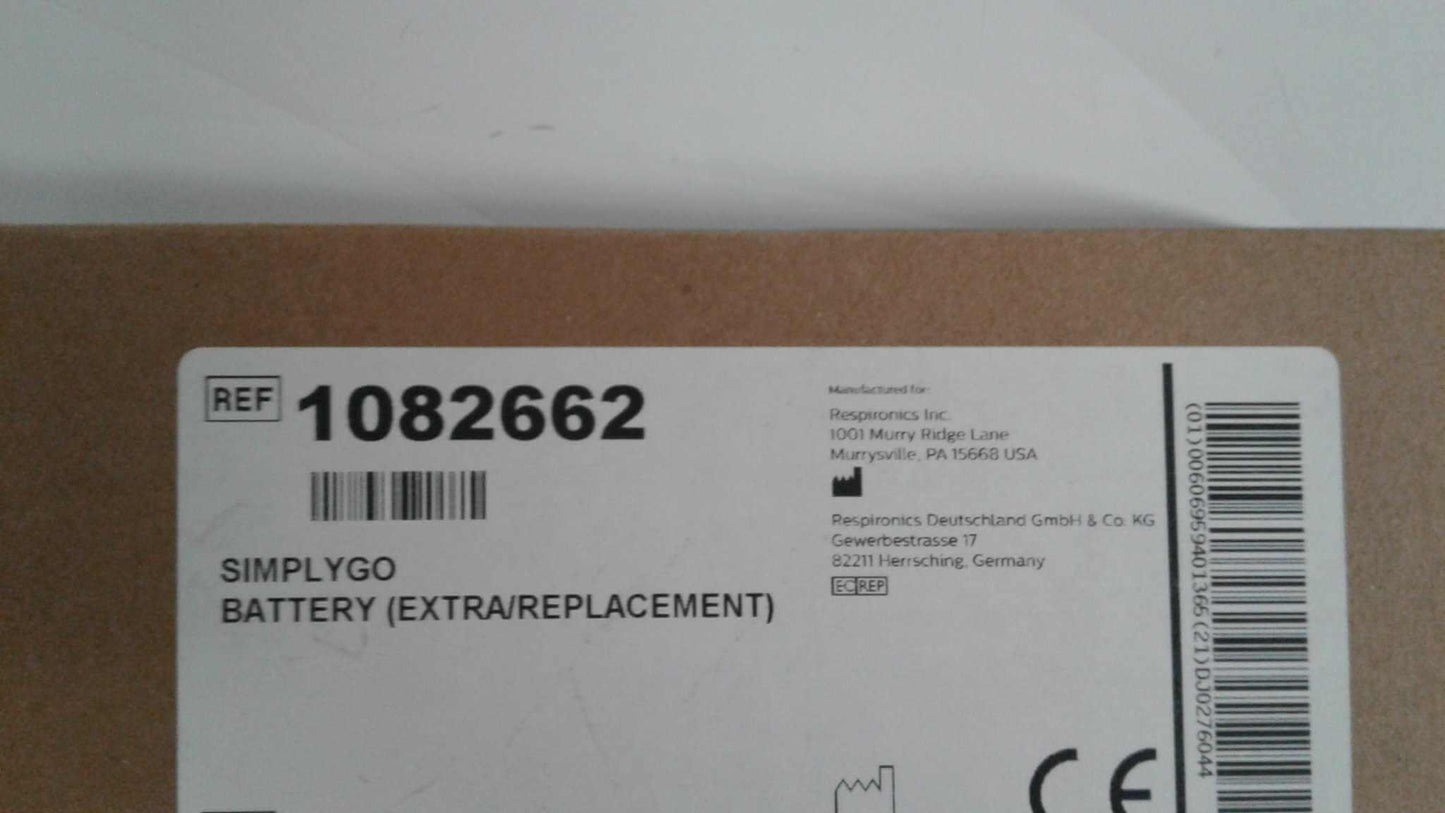 REF 1082662
SIMPLYGO
BATTERY (EXTRA/REPLACEMENT)
Manufactured for:
Respironics Inc.
1001 Murry Ridge Lane
Murrysville, PA 15668 USA
Respironics Deutschland GmbH & Co. KG
Gewerbestrasse 17
82211 Herrsching, Germany
EC REP
CE
(01)00606959401365(21)DJ0276044